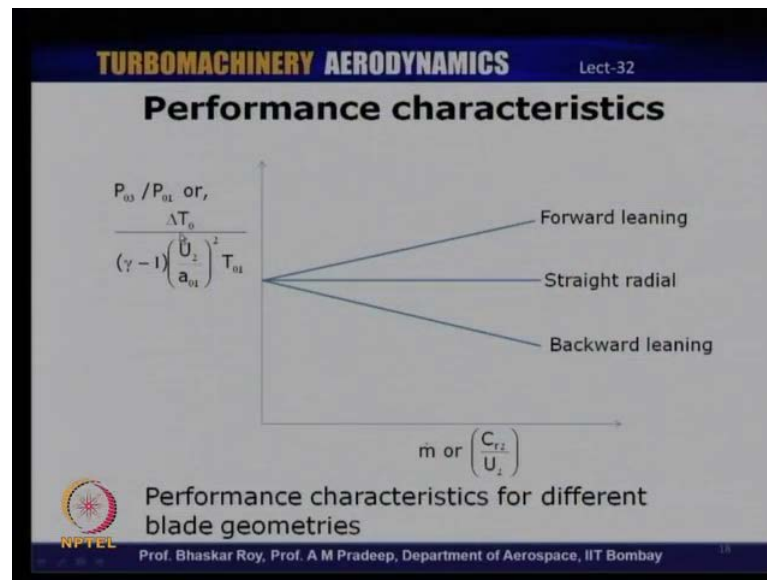 TURBOMACHINERY AERODYNAMICS Lect-32
Performance characteristics
P₀₃ /P₀₁ or,
ΔT₀
(γ – 1)(U₂/a₀₁)² T₀₁
Forward leaning
Straight radial
Backward leaning
ṁ or (Cr₂/U₂)
Performance characteristics for different
blade geometries
NPTEL
Prof. Bhaskar Roy, Prof. A M Pradeep, Department of Aerospace, IIT Bombay
18